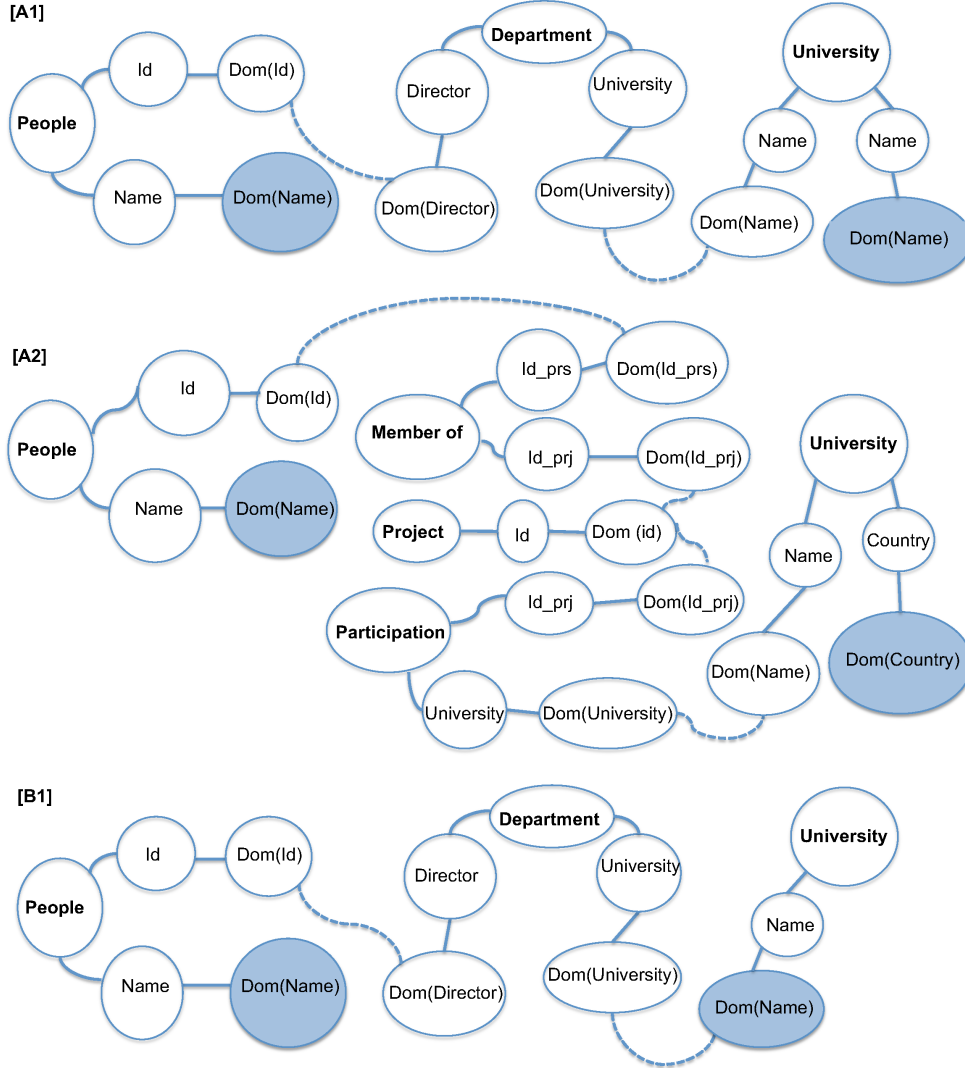 [A1]
Department
University
Id
Dom(Id)
Director
University
People
Name
Name
Name
Dom(Name)
Dom(Director)
Dom(University)
Dom(Name)
Dom(Name)
[A2]
Id
Dom(Id)
Id_prs
Dom(Id_prs)
People
Member of
University
Id_prj
Dom(Id_prj)
Name
Dom(Name)
Project
Id
Dom (id)
Name
Country
Participation
Id_prj
Dom(Id_prj)
Dom(Name)
Dom(Country)
University
Dom(University)
[B1]
Department
University
Id
Dom(Id)
Director
University
People
Name
Name
Dom(Name)
Dom(Director)
Dom(University)
Dom(Name)